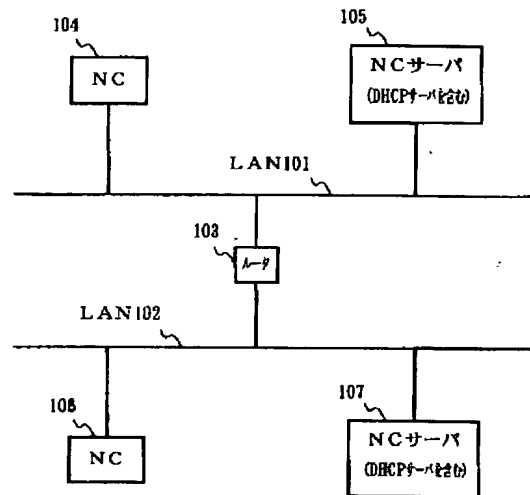 104
NC
105
NCサーバ
(DHCPサーバを含む)
LAN101
103
ルータ
LAN102
106
NC
107
NCサーバ
(DHCPサーバを含む)